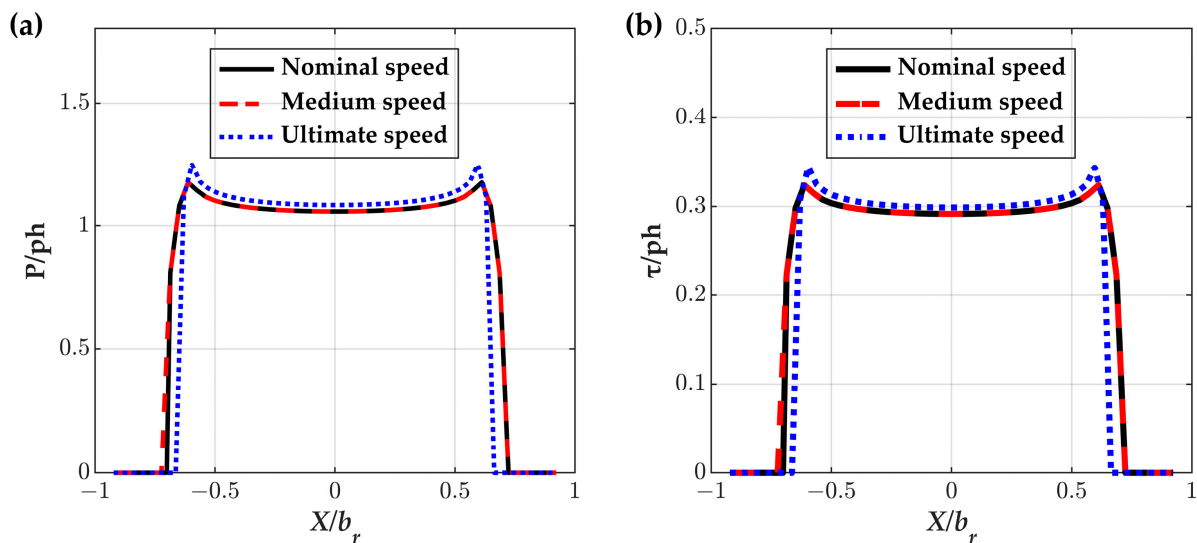 (a)
Nominal speed
Medium speed
Ultimate speed
1.5
1
0.5
0
P/ph
−1
−0.5
0
0.5
1
X/b_r
(b)
Nominal speed
Medium speed
Ultimate speed
0.5
0.4
0.3
0.2
0.1
0
τ/ph
−1
−0.5
0
0.5
1
X/b_r